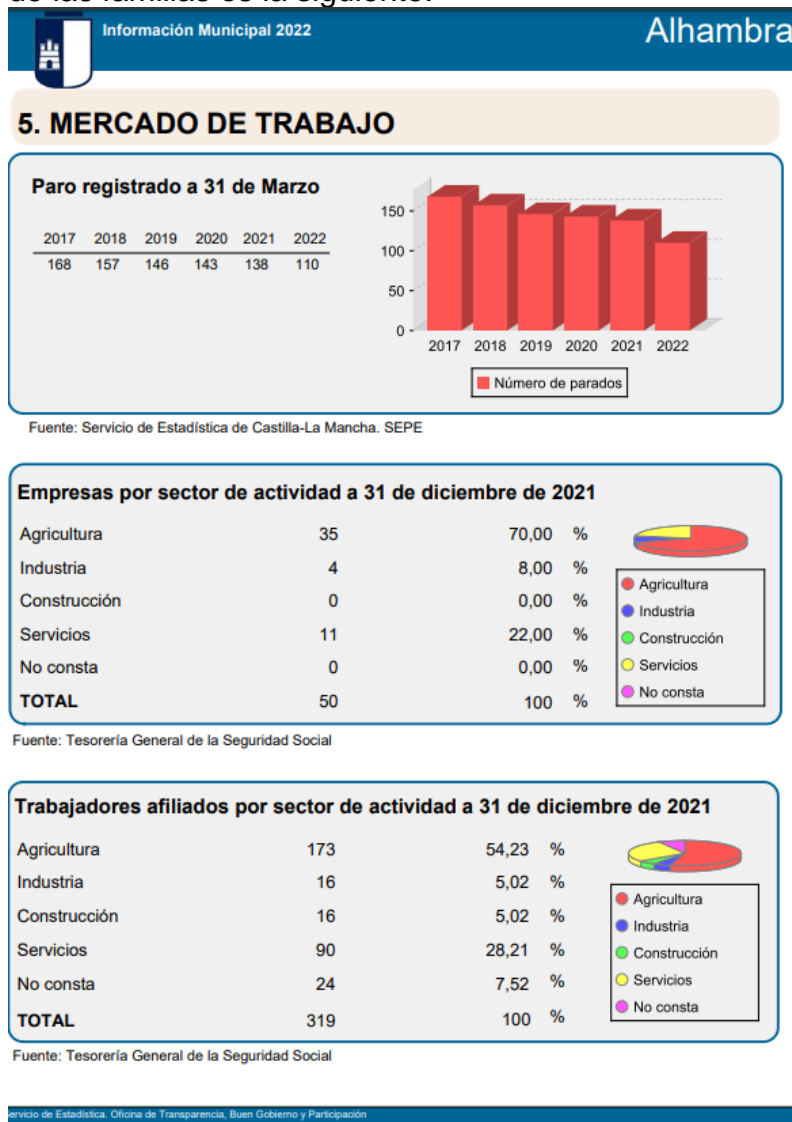 de las familias es la siguiente:
Información Municipal 2022
Alhambra
5. MERCADO DE TRABAJO
Paro registrado a 31 de Marzo
2017 2018 2019 2020 2021 2022
168 157 146 143 138 110
150
100
50
0
2017 2018 2019 2020 2021 2022
Número de parados
Fuente: Servicio de Estadística de Castilla-La Mancha. SEPE
Empresas por sector de actividad a 31 de diciembre de 2021
Agricultura 35 70,00 %
Industria 4 8,00 %
Construcción 0 0,00 %
Servicios 11 22,00 %
No consta 0 0,00 %
TOTAL 50 100 %
Agricultura
Industria
Construcción
Servicios
No consta
Fuente: Tesorería General de la Seguridad Social
Trabajadores afiliados por sector de actividad a 31 de diciembre de 2021
Agricultura 173 54,23 %
Industria 16 5,02 %
Construcción 16 5,02 %
Servicios 90 28,21 %
No consta 24 7,52 %
TOTAL 319 100 %
Agricultura
Industria
Construcción
Servicios
No consta
Fuente: Tesorería General de la Seguridad Social
ervicio de Estadística. Oficina de Transparencia, Buen Gobierno y Participación